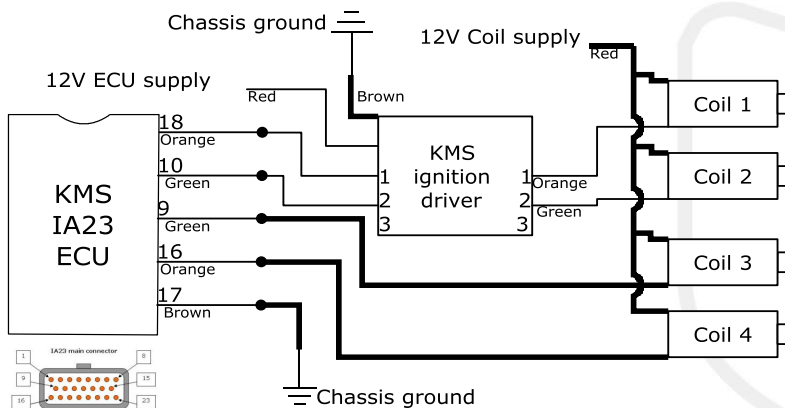 Chassis ground
12V Coil supply
Red
12V ECU supply
Red
Brown
Coil 1
18
Orange
KMS
ignition
driver
10
Green
1
1
Orange
Coil 2
KMS
IA23
ECU
2
2
Green
9
Green
3
3
16
Orange
Coil 3
17
Brown
Coil 4
IA23 main connector
1
8
9
15
16
23
Chassis ground